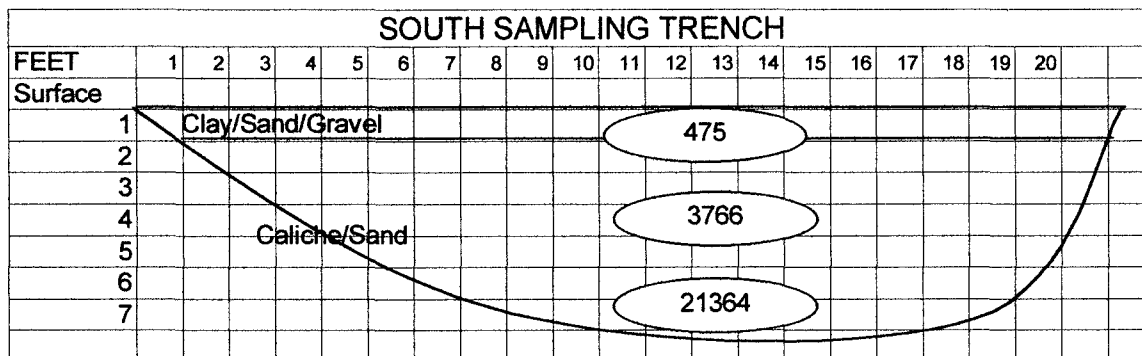 SOUTH SAMPLING TRENCH
FEET 1 2 3 4 5 6 7 8 9 10 11 12 13 14 15 16 17 18 19 20
Surface
1 Clay/Sand/Gravel 475
2
3
4 3766
Caliche/Sand
5
6
7 21364